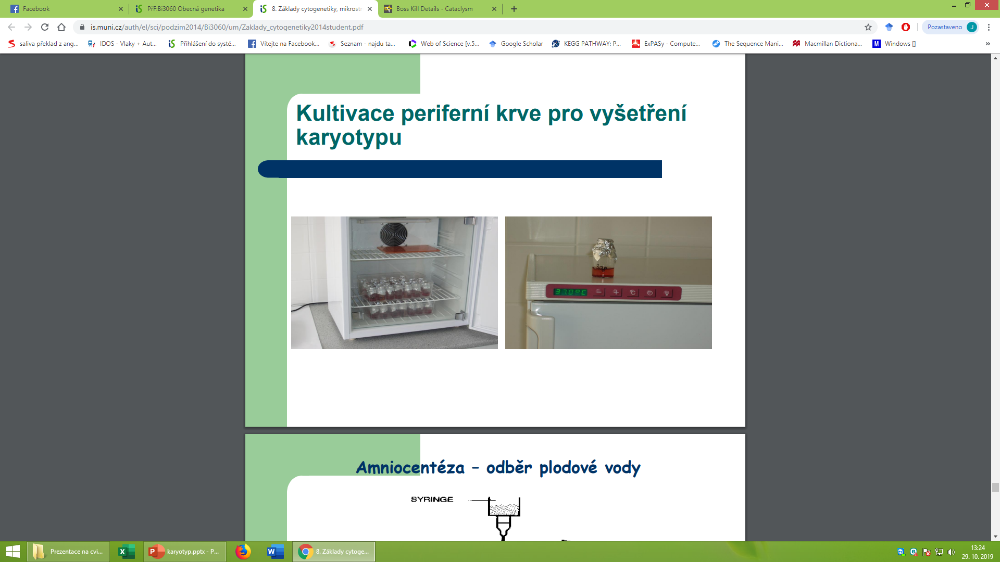 Facebook
PřF:Bi3060 Obecná genetika
8. Základy cytogenetiky, mikrostr
Boss Kill Details - Cataclysm
is.muni.cz/auth/el/sci/podzim2014/Bi3060/um/Zaklady_cytogenetiky2014student.pdf
Pozastaveno J
saliva překlad z ang...
IDOS - Vlaky + Aut...
Přihlášení do systé...
Vítejte na Facebook...
Seznam - najdu ta...
Web of Science [v.5...
Google Scholar
KEGG PATHWAY: P...
ExPASy - Compute...
The Sequence Mani...
Macmillan Dictiona...
M Windows []
»
Kultivace periferní krve pro vyšetření
karyotypu
37.0°C
Amniocentéza – odběr plodové vody
SYRINGE
Prezentace na cvi...
karyotyp.pptx - P...
8. Základy cytoge...
13:24
29. 10. 2019